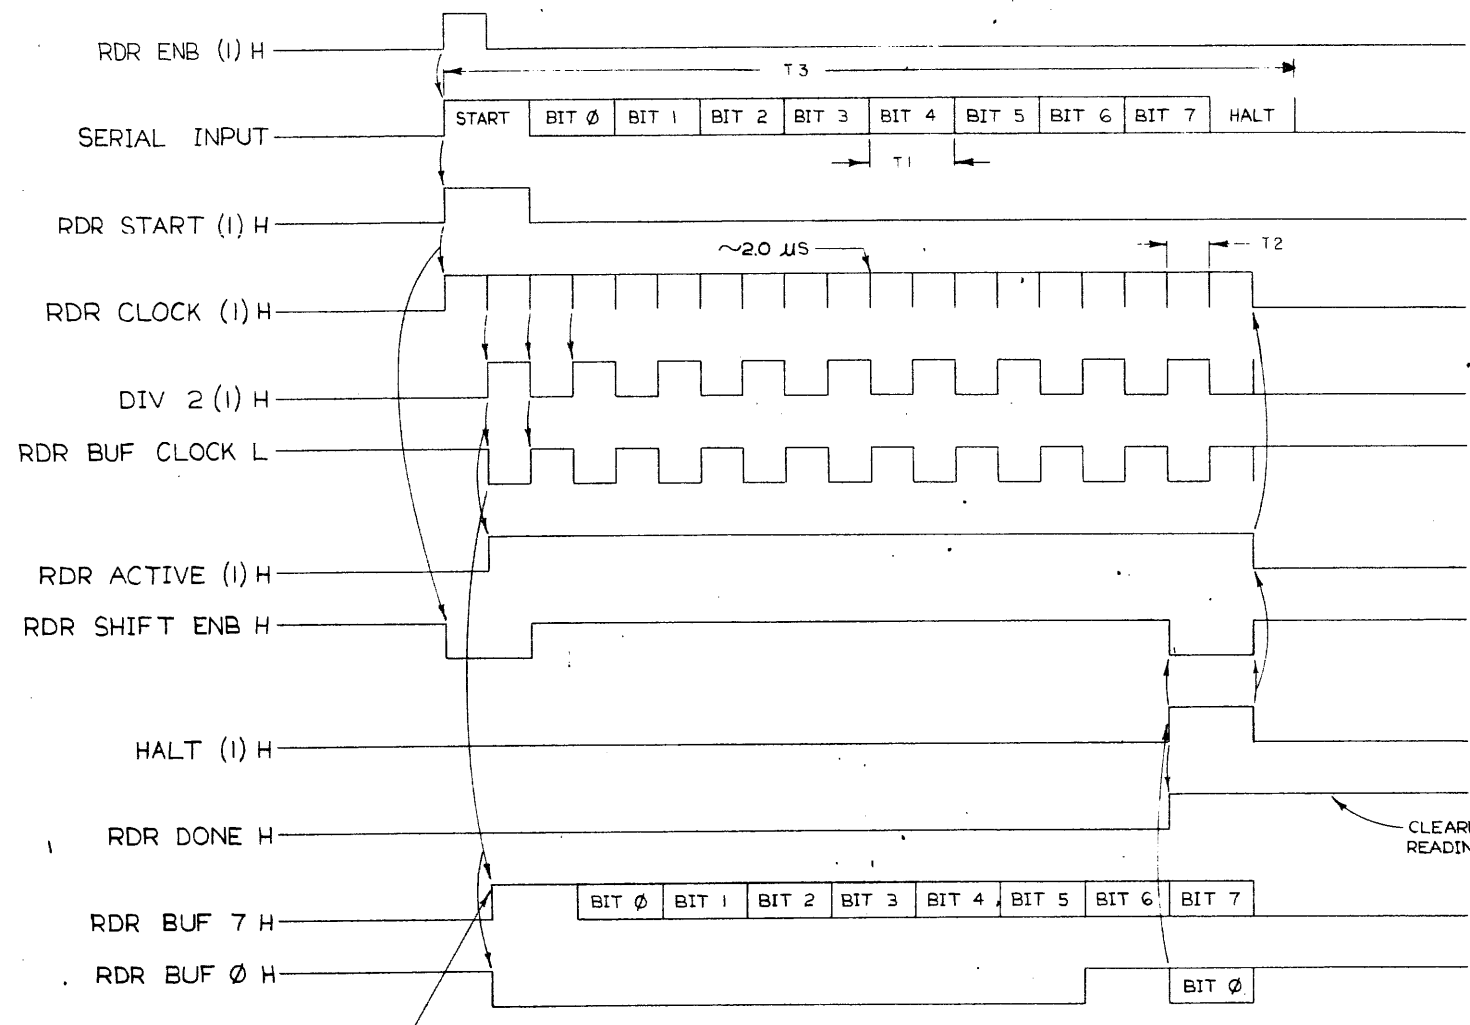 RDR ENB (1) H
T3
SERIAL INPUT
START BIT Ø BIT 1 BIT 2 BIT 3 BIT 4 BIT 5 BIT 6 BIT 7 HALT
T1
RDR START (1) H
~2.0 µS
T2
RDR CLOCK (1) H
DIV 2 (1) H
RDR BUF CLOCK L
RDR ACTIVE (1) H
RDR SHIFT ENB H
HALT (1) H
RDR DONE H
CLEAR
READIN
RDR BUF 7 H
BIT Ø BIT 1 BIT 2 BIT 3 BIT 4 BIT 5 BIT 6 BIT 7
RDR BUF Ø H
BIT Ø